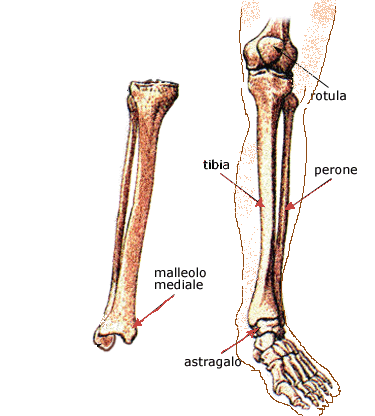 rotula
tibia
perone
malleolo
mediale
astragalo